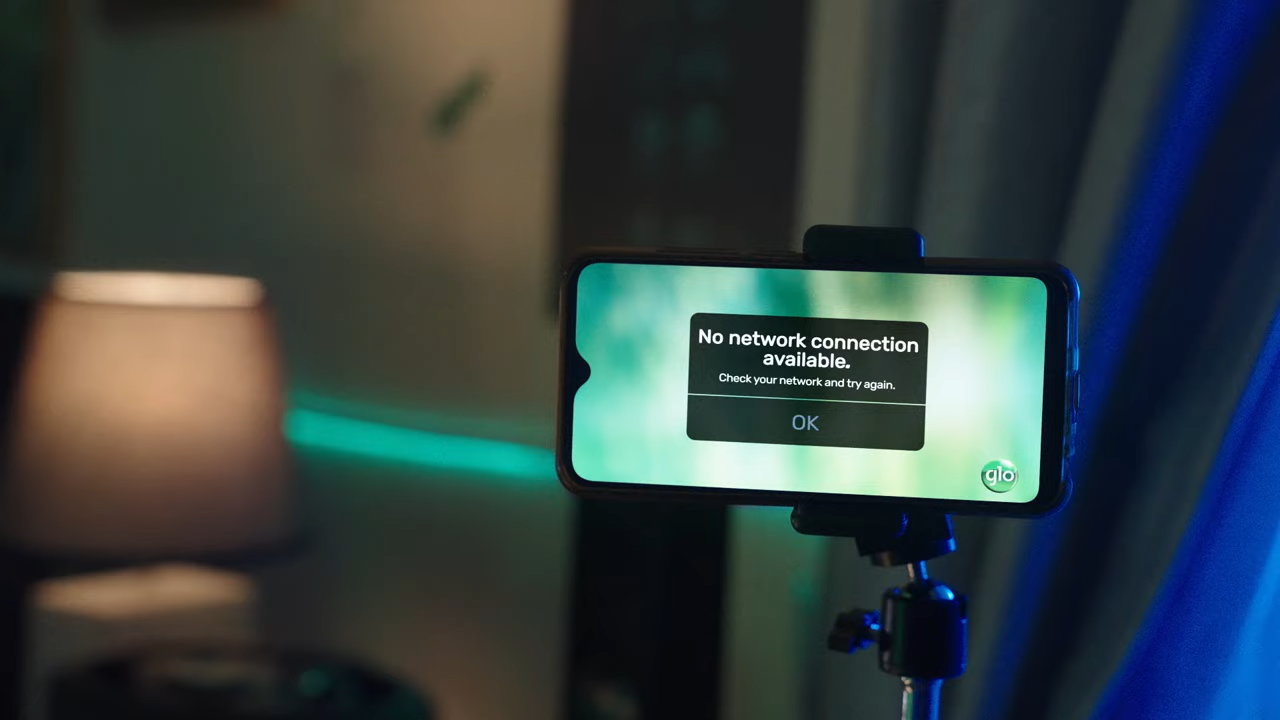 No network connection
available.
Check your network and try again.
OK
glo